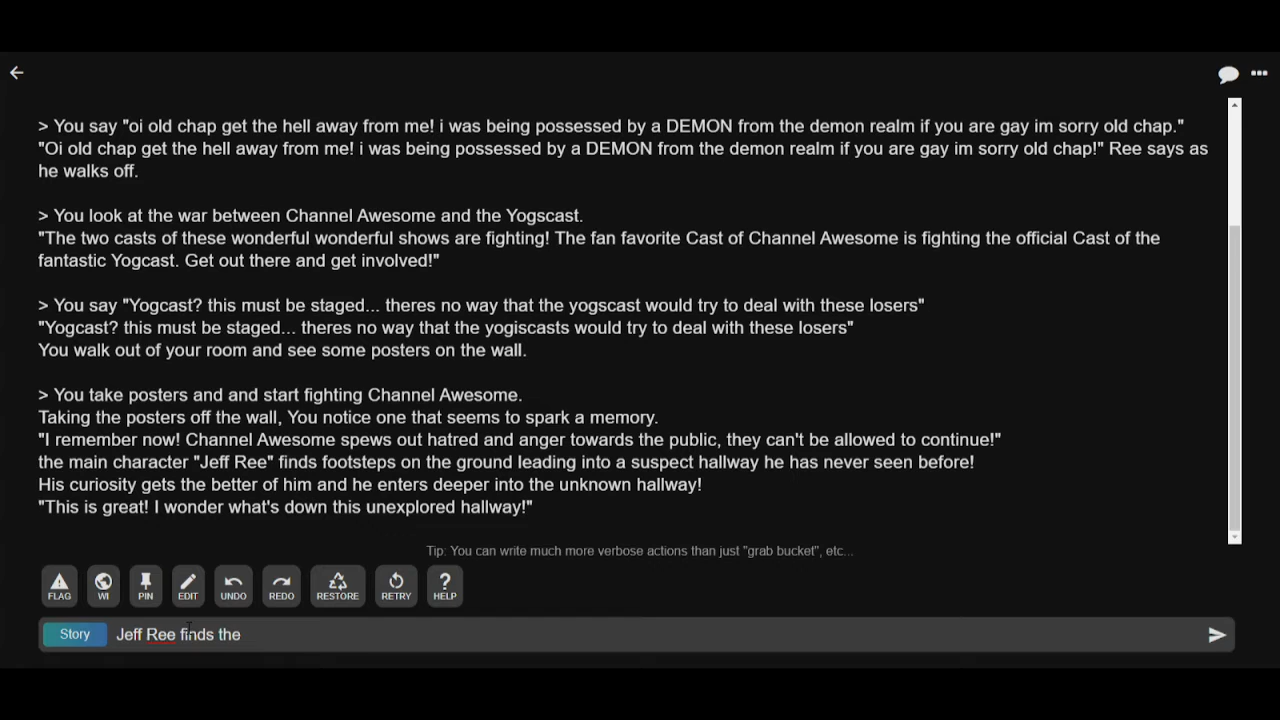 > You say "oi old chap get the hell away from me! i was being possessed by a DEMON from the demon realm if you are gay im sorry old chap."
"Oi old chap get the hell away from me! i was being possessed by a DEMON from the demon realm if you are gay im sorry old chap!" Ree says as
he walks off.
> You look at the war between Channel Awesome and the Yogscast.
"The two casts of these wonderful wonderful shows are fighting! The fan favorite Cast of Channel Awesome is fighting the official Cast of the
fantastic Yogcast. Get out there and get involved!"
> You say "Yogcast? this must be staged... theres no way that the yogscast would try to deal with these losers"
"Yogcast? this must be staged... theres no way that the yogiscasts would try to deal with these losers"
You walk out of your room and see some posters on the wall.
> You take posters and and start fighting Channel Awesome.
Taking the posters off the wall, You notice one that seems to spark a memory.
"I remember now! Channel Awesome spews out hatred and anger towards the public, they can't be allowed to continue!"
the main character "Jeff Ree" finds footsteps on the ground leading into a suspect hallway he has never seen before!
His curiosity gets the better of him and he enters deeper into the unknown hallway!
"This is great! I wonder what's down this unexplored hallway!"
Tip: You can write much more verbose actions than just "grab bucket", etc...
FLAG WI PIN EDIT UNDO REDO RESTORE RETRY ? HELP
Story Jeff Ree finds the